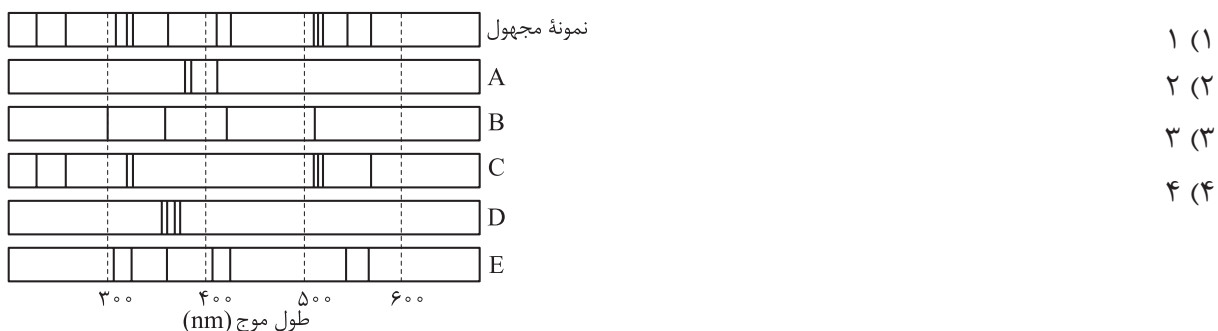 نمونهٔ مجهول
A
B
C
D
E
۳۰۰ ۴۰۰ ۵۰۰ ۶۰۰
طول موج (nm)
۱) ۱
۲) ۲
۳) ۳
۴) ۴